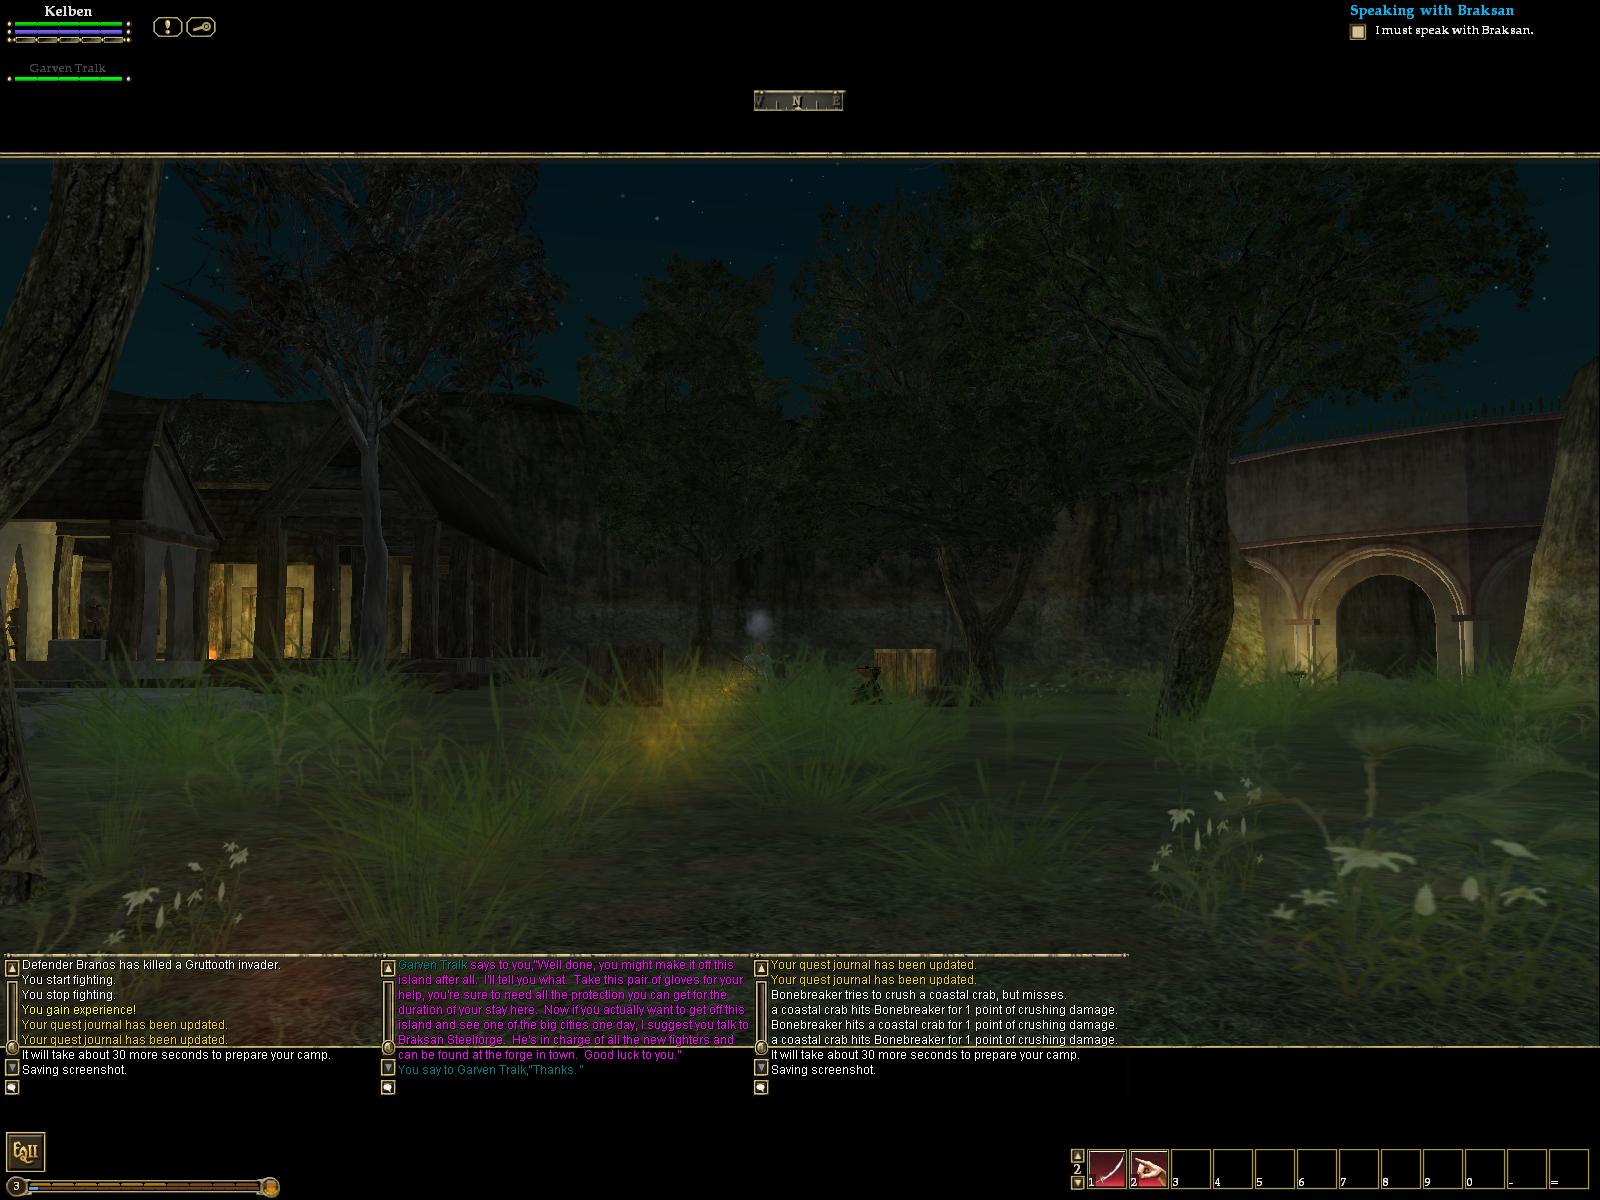 Kelben
Speaking with Braksan
I must speak with Braksan.
Garven Tralk
N E
Defender Branos has killed a Gruttooth invader.
You start fighting.
You stop fighting.
You gain experience!
Your quest journal has been updated.
Your quest journal has been updated.
It will take about 30 more seconds to prepare your camp.
Saving screenshot.
Garven Tralk says to you,"Well done, you might make it off this
island after all. I'll tell you what. Take this pair of gloves for your
help, you're sure to need all the protection you can get for the
duration of your stay here. Now if you actually want to get off this
island and see one of the big cities one day, I suggest you talk to
Braksan Steelforge. He's in charge of all the new fighters and
can be found at the forge in town. Good luck to you."
You say to Garven Tralk,"Thanks. "
Your quest journal has been updated.
Your quest journal has been updated.
Bonebreaker tries to crush a coastal crab, but misses.
a coastal crab hits Bonebreaker for 1 point of crushing damage.
Bonebreaker hits a coastal crab for 1 point of crushing damage.
a coastal crab hits Bonebreaker for 1 point of crushing damage.
It will take about 30 more seconds to prepare your camp.
Saving screenshot.
EQII
3
2
1 2 3 4 5 6 7 8 9 0 - =